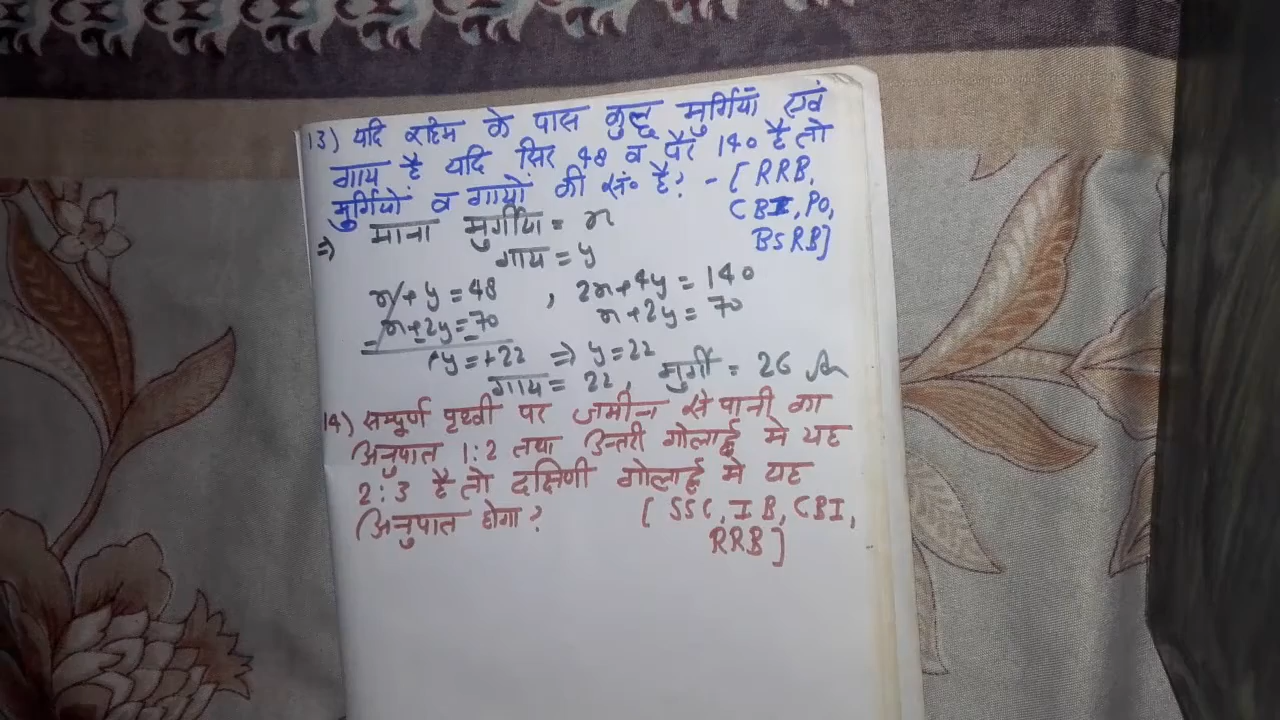 13) यदि रहिम के पास कुल मुर्गियाँ एवं
गाय है यदि सिर 48 व पैर 140 है तो
मुर्गियो व गायो की सं० है? - [RRB,
CBI, PO,
BSRB]
⇒ माना मुर्गीया = x
गाय = y
x + y = 48 , 2x+4y = 140
x+2y = 70 x+2y = 70
- - -
+y = +22 ⇒ y = 22
गाय = 22, मुर्गी = 26
14) सम्पूर्ण पृथ्वी पर जमीन से पानी का
अनुपात 1:2 तथा उत्तरी गोलार्द्ध मे यह
2:3 है तो दक्षिणी गोलार्द्ध मे यह
अनुपात होगा? [SSC, IB, CBI,
RRB]